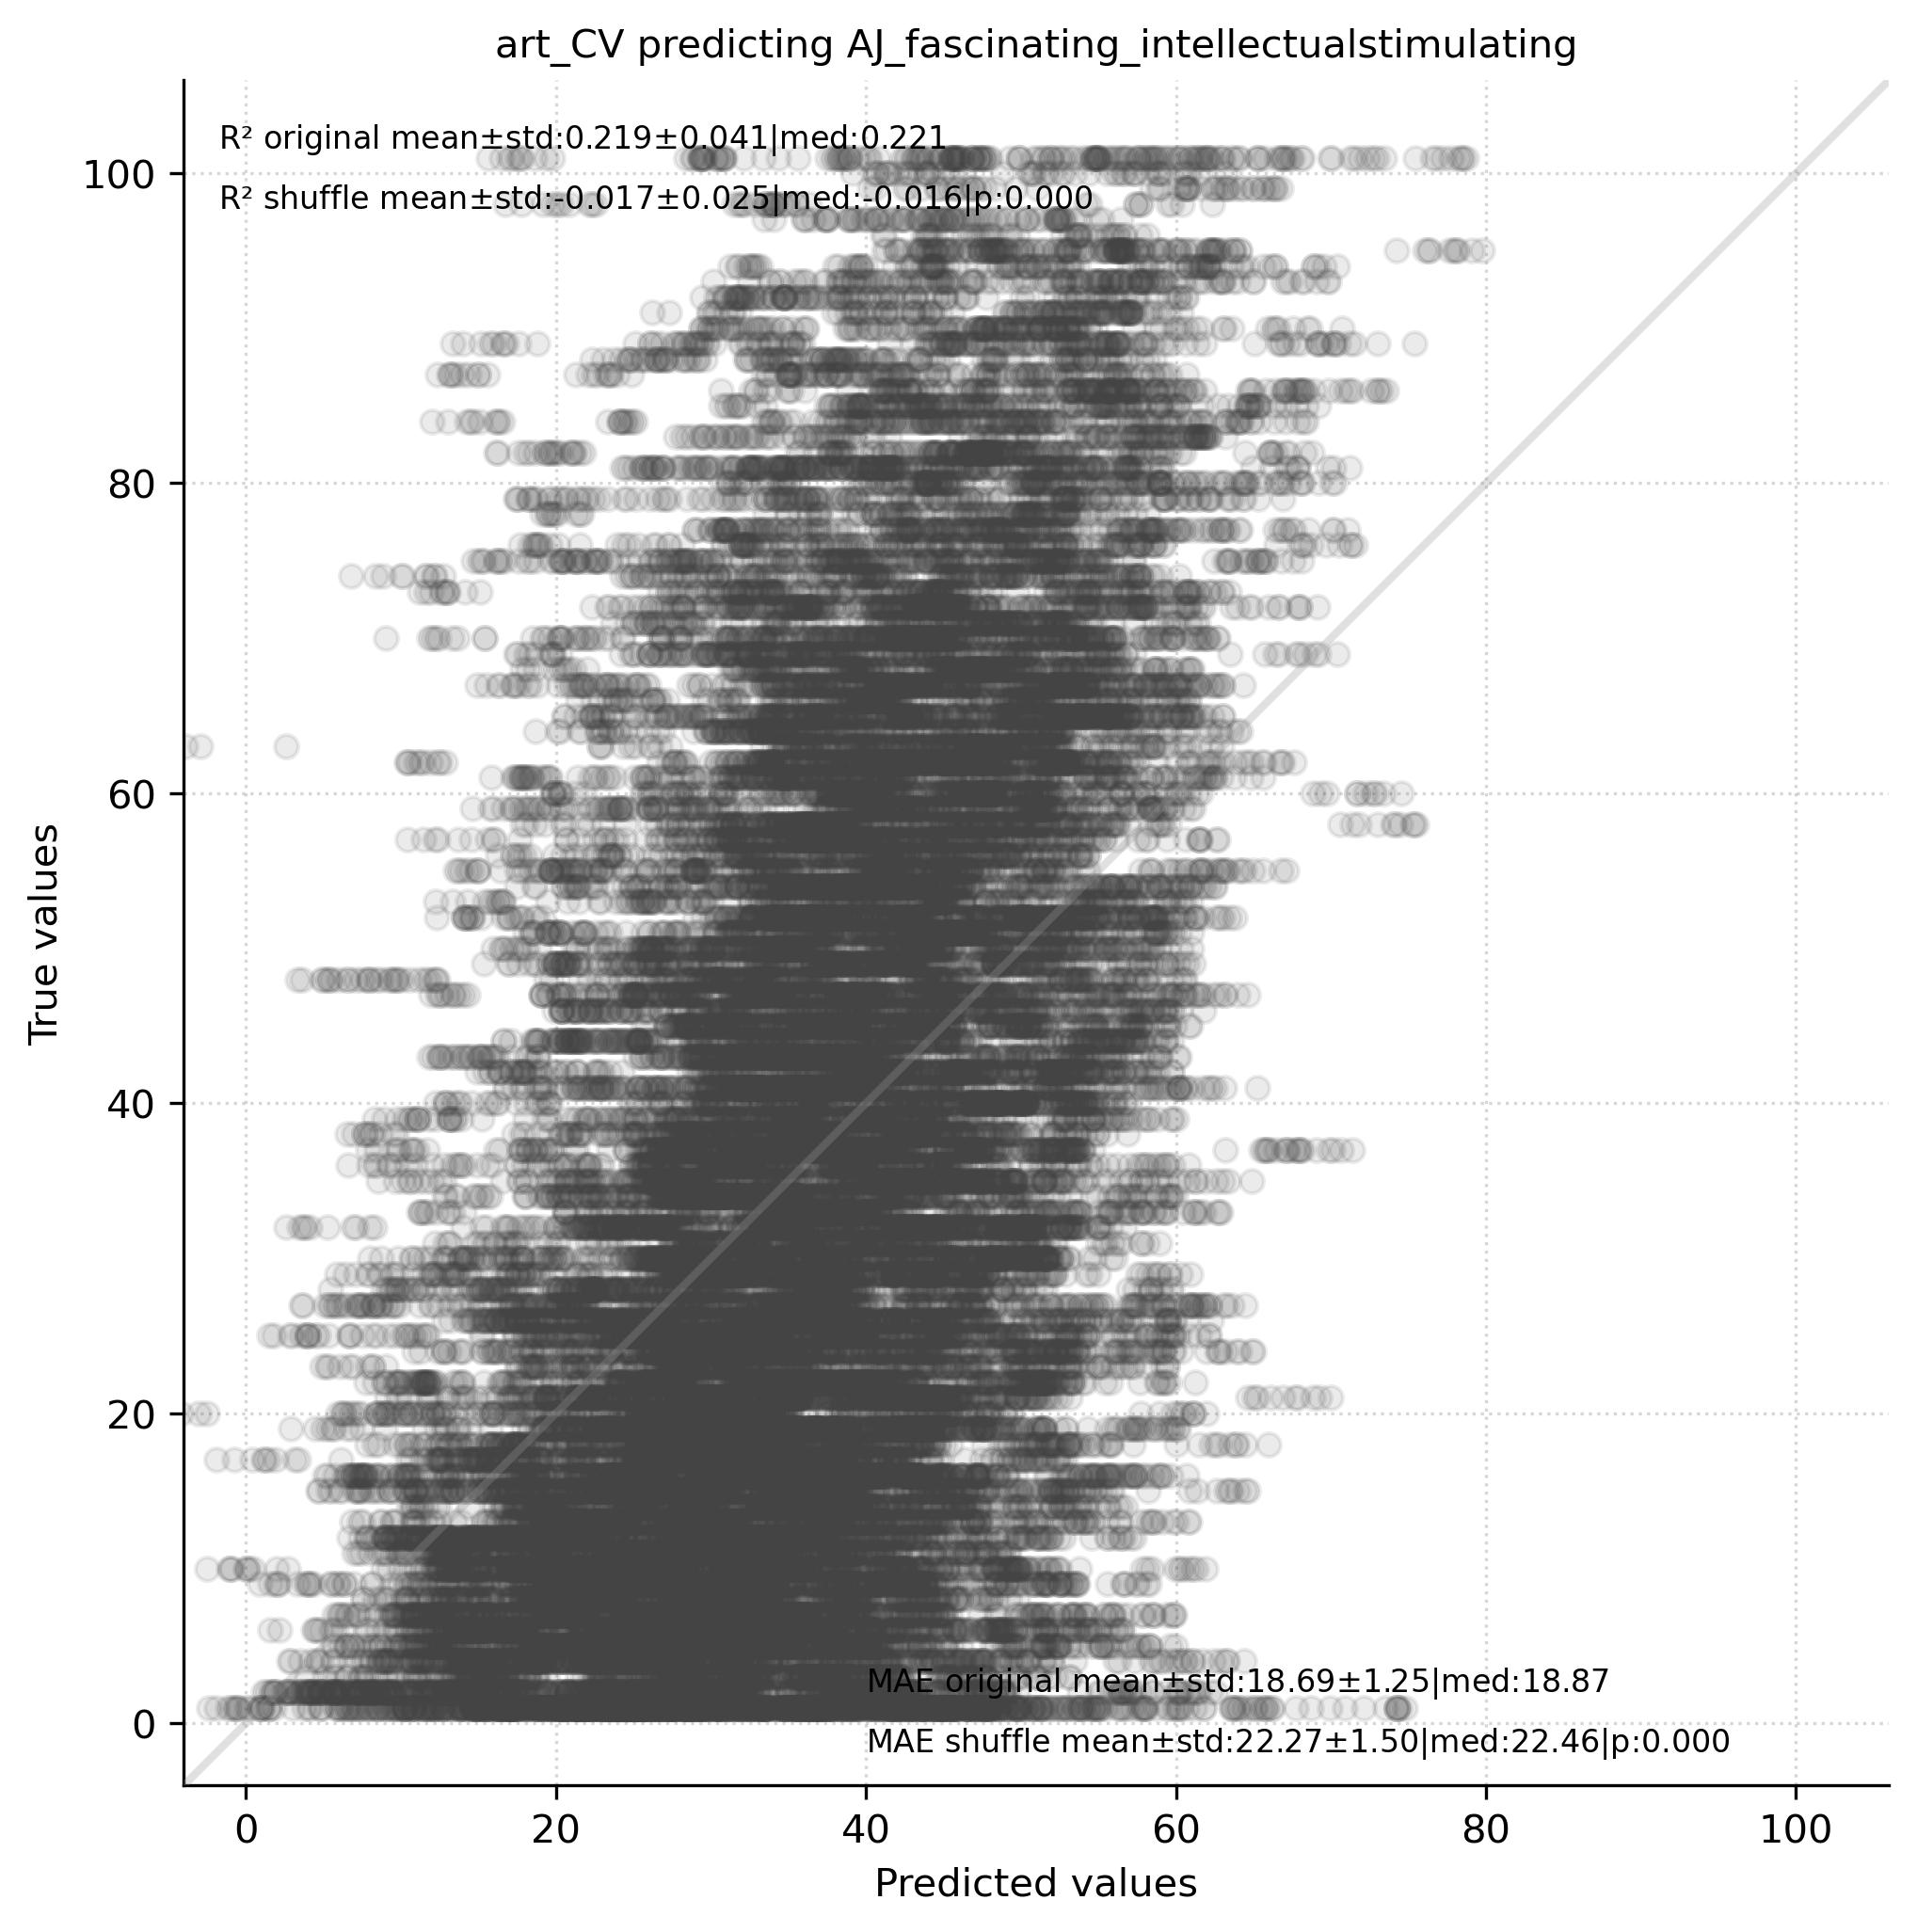 art_CV predicting AJ_fascinating_intellectualstimulating
R² original mean±std:0.219±0.041|med:0.221
R² shuffle mean±std:-0.017±0.025|med:-0.016|p:0.000
100
80
60
40
20
0
True values
MAE original mean±std:18.69±1.25|med:18.87
MAE shuffle mean±std:22.27±1.50|med:22.46|p:0.000
0 20 40 60 80 100
Predicted values